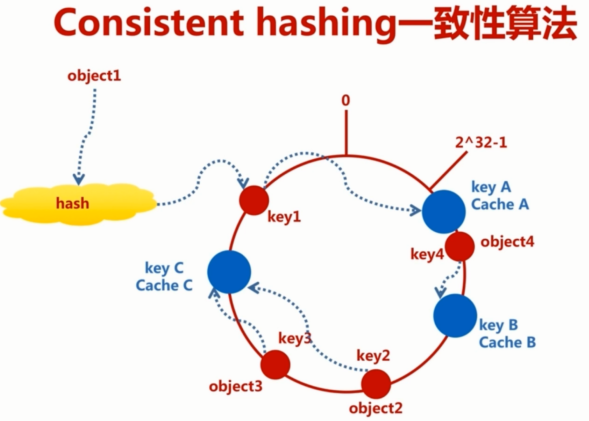 Consistent hashing一致性算法
object1
0
2^32-1
hash
key1
key A
Cache A
key4
object4
key C
Cache C
key B
Cache B
key3
key2
object3
object2